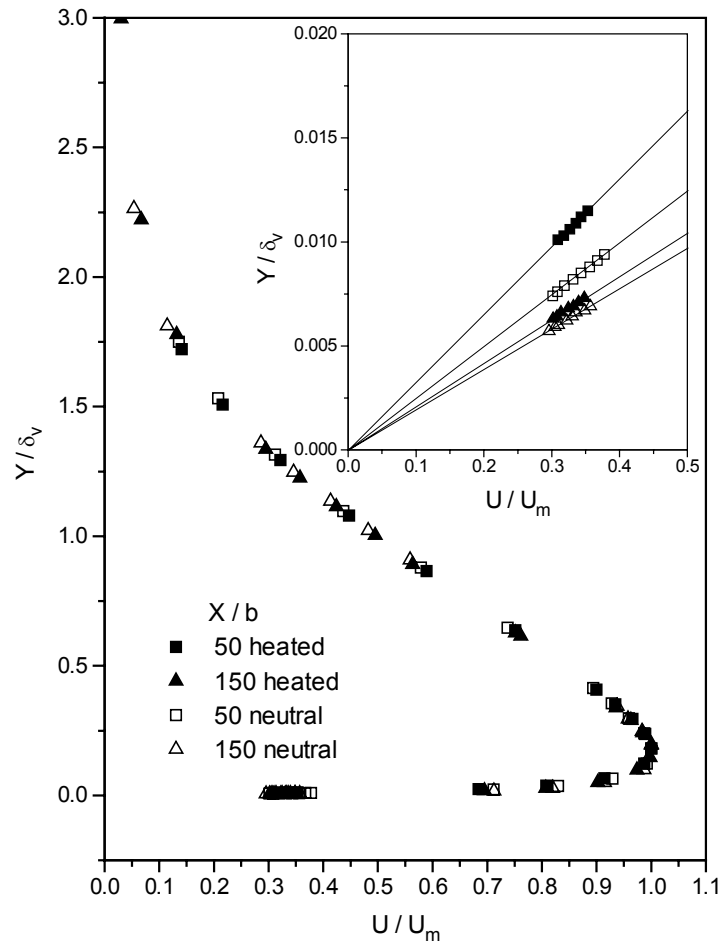 3.0
2.5
2.0
1.5
1.0
0.5
0.0
Y / δv
0.0 0.1 0.2 0.3 0.4 0.5 0.6 0.7 0.8 0.9 1.0 1.1
U / Um
X / b
50 heated
150 heated
50 neutral
150 neutral
0.020
0.015
0.010
0.005
0.000
Y / δv
0.0 0.1 0.2 0.3 0.4 0.5
U / Um